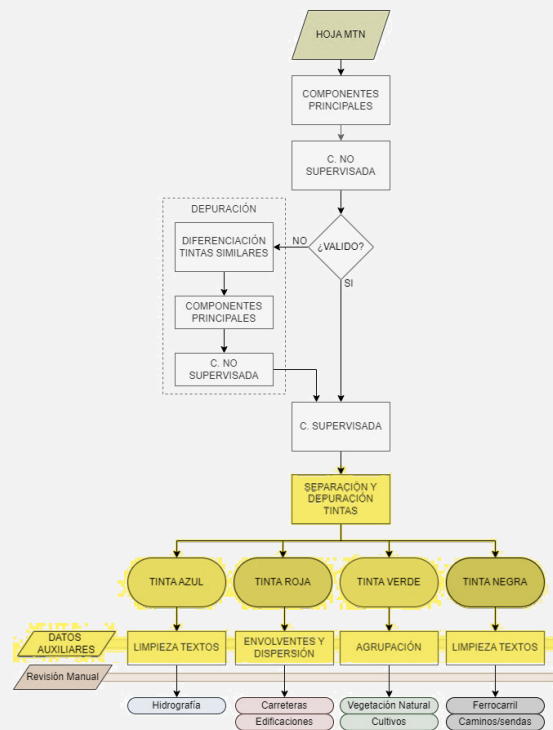 HOJA MTN
COMPONENTES
PRINCIPALES
C. NO
SUPERVISADA
DEPURACIÓN
DIFERENCIACIÓN
TINTAS SIMILARES
NO
¿VALIDO?
SI
COMPONENTES
PRINCIPALES
C. NO
SUPERVISADA
C. SUPERVISADA
SEPARACIÓN Y
DEPURACIÓN
TINTAS
TINTA AZUL
TINTA ROJA
TINTA VERDE
TINTA NEGRA
DATOS
AUXILIARES
LIMPIEZA TEXTOS
ENVOLVENTES Y
DISPERSIÓN
AGRUPACIÓN
LIMPIEZA TEXTOS
Revisión Manual
Hidrografía
Carreteras
Vegetación Natural
Ferrocarril
Edificaciones
Cultivos
Caminos/sendas